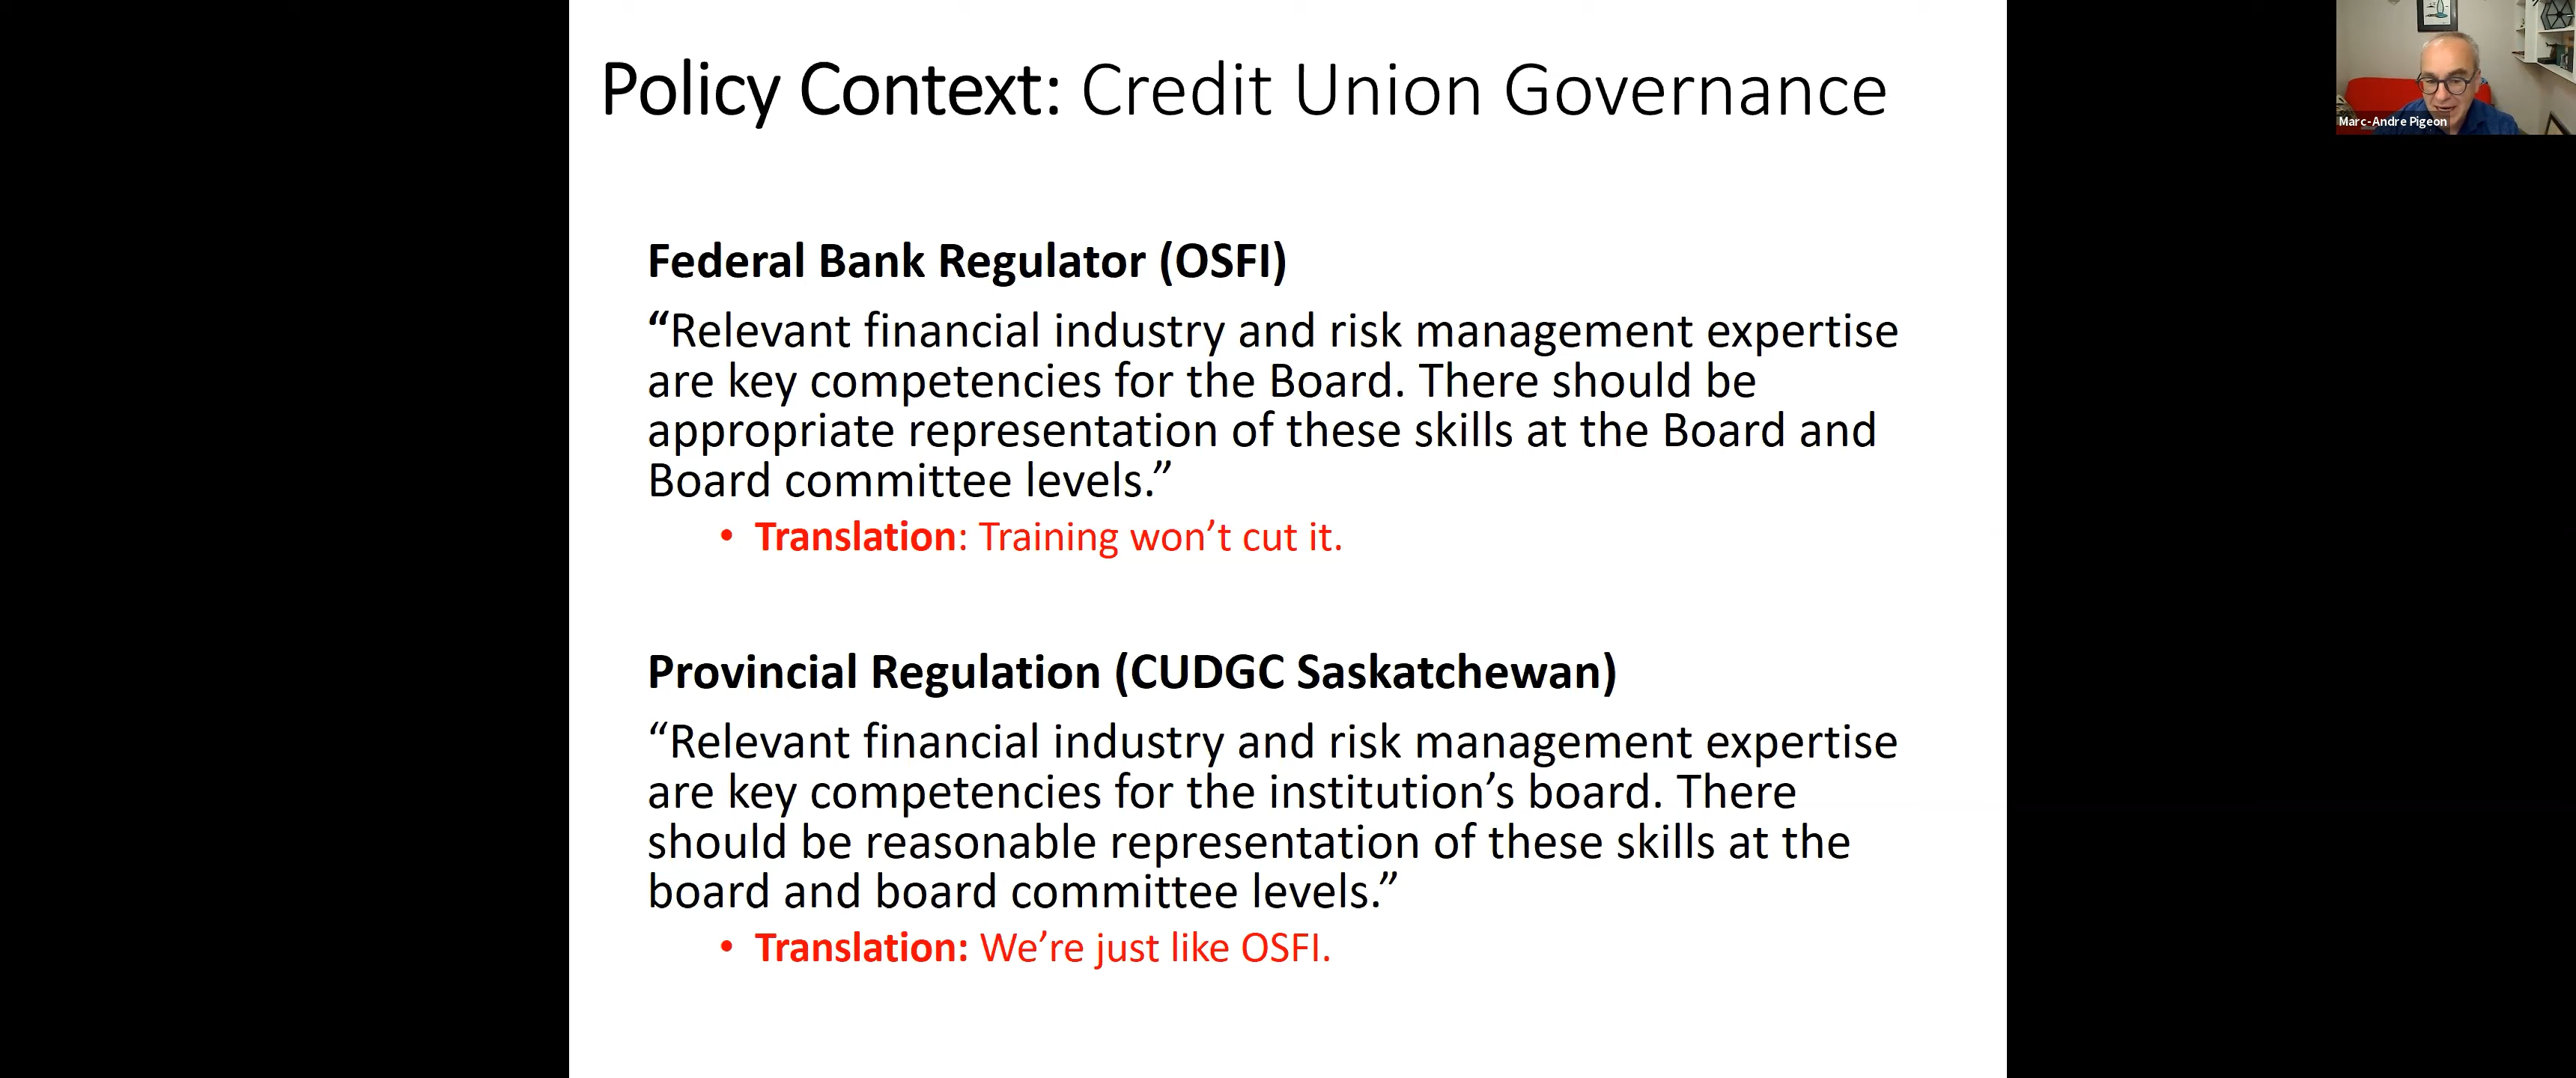 Policy Context: Credit Union Governance
Marc-Andre Pigeon
Federal Bank Regulator (OSFI)
“Relevant financial industry and risk management expertise
are key competencies for the Board. There should be
appropriate representation of these skills at the Board and
Board committee levels.”
• Translation: Training won’t cut it.
Provincial Regulation (CUDGC Saskatchewan)
“Relevant financial industry and risk management expertise
are key competencies for the institution’s board. There
should be reasonable representation of these skills at the
board and board committee levels.”
• Translation: We’re just like OSFI.